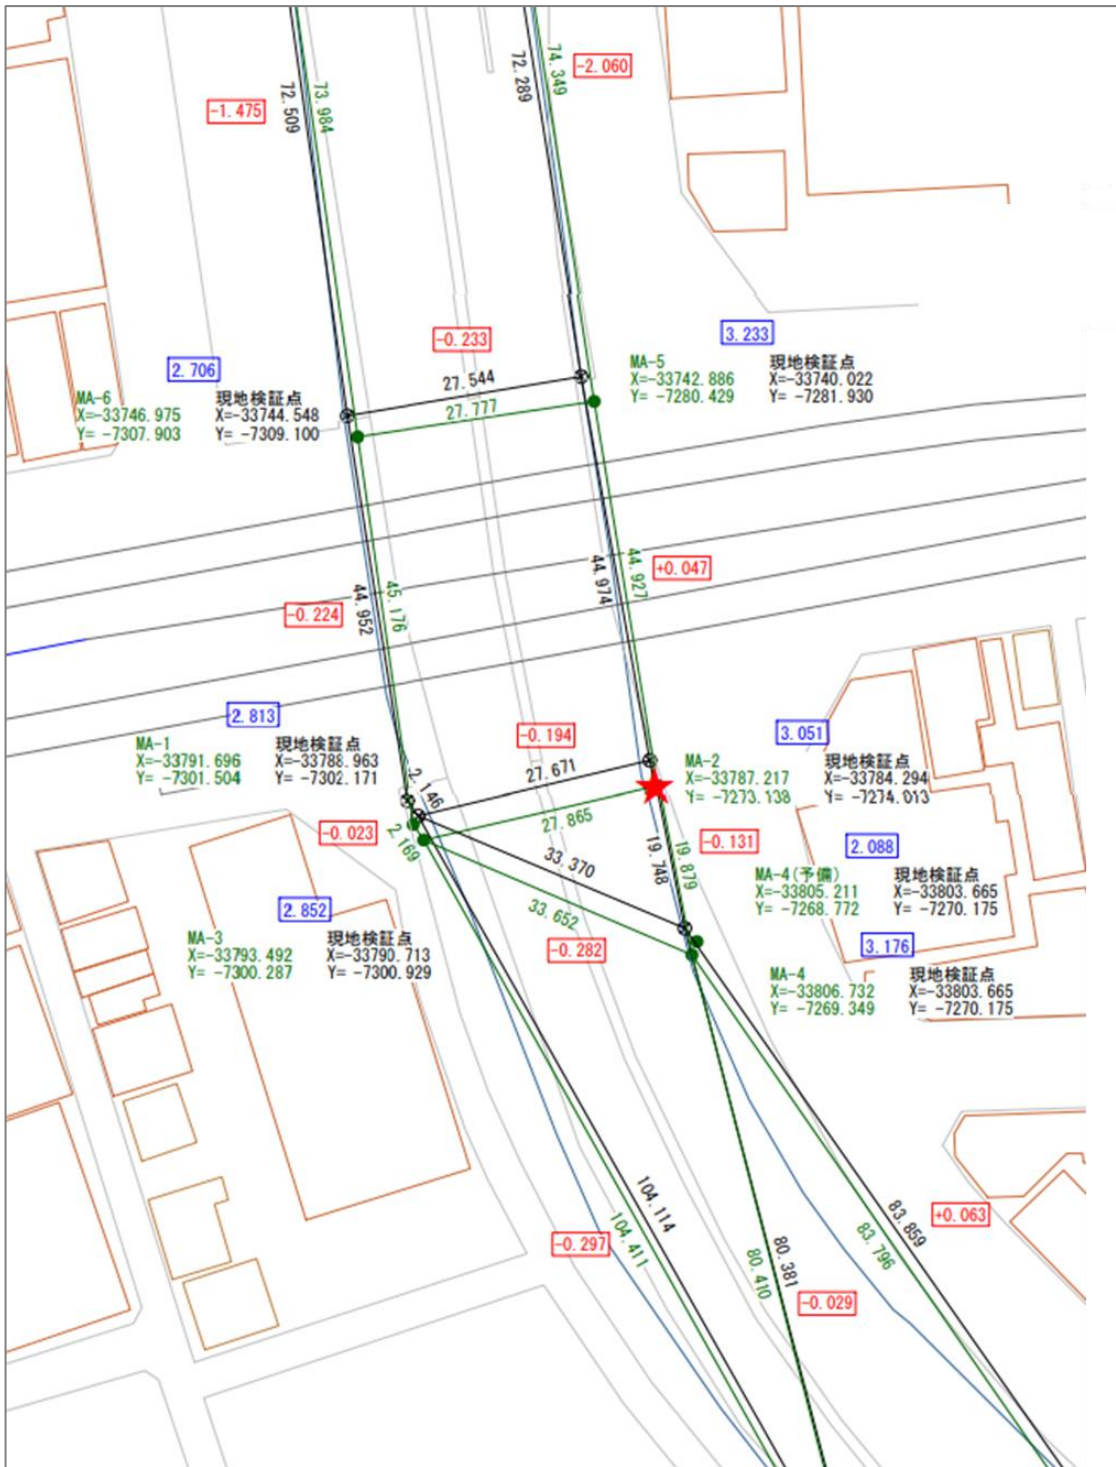 73.984
72.509
-1.475
74.349
72.289
-2.060
-0.233
3.233
MA-5
X=-33742.886
Y= -7280.429
現地検証点
X=-33740.022
Y= -7281.930
2.706
MA-6
X=-33746.975
Y= -7307.903
現地検証点
X=-33744.548
Y= -7309.100
27.544
27.777
44.927
44.974
+0.047
45.176
44.952
-0.224
2.813
MA-1
X=-33791.696
Y= -7301.504
現地検証点
X=-33788.963
Y= -7302.171
-0.194
27.671
27.865
3.051
MA-2
X=-33787.217
Y= -7273.138
現地検証点
X=-33784.294
Y= -7274.013
2.146
2.169
-0.023
33.370
33.652
-0.282
19.879
19.748
-0.131
2.088
MA-4(予備)
X=-33805.211
Y= -7268.772
現地検証点
X=-33803.665
Y= -7270.175
2.852
MA-3
X=-33793.492
Y= -7300.287
現地検証点
X=-33790.713
Y= -7300.929
3.176
MA-4
X=-33806.732
Y= -7269.349
現地検証点
X=-33803.665
Y= -7270.175
104.114
104.411
-0.297
83.859
83.796
+0.063
80.381
80.410
-0.029